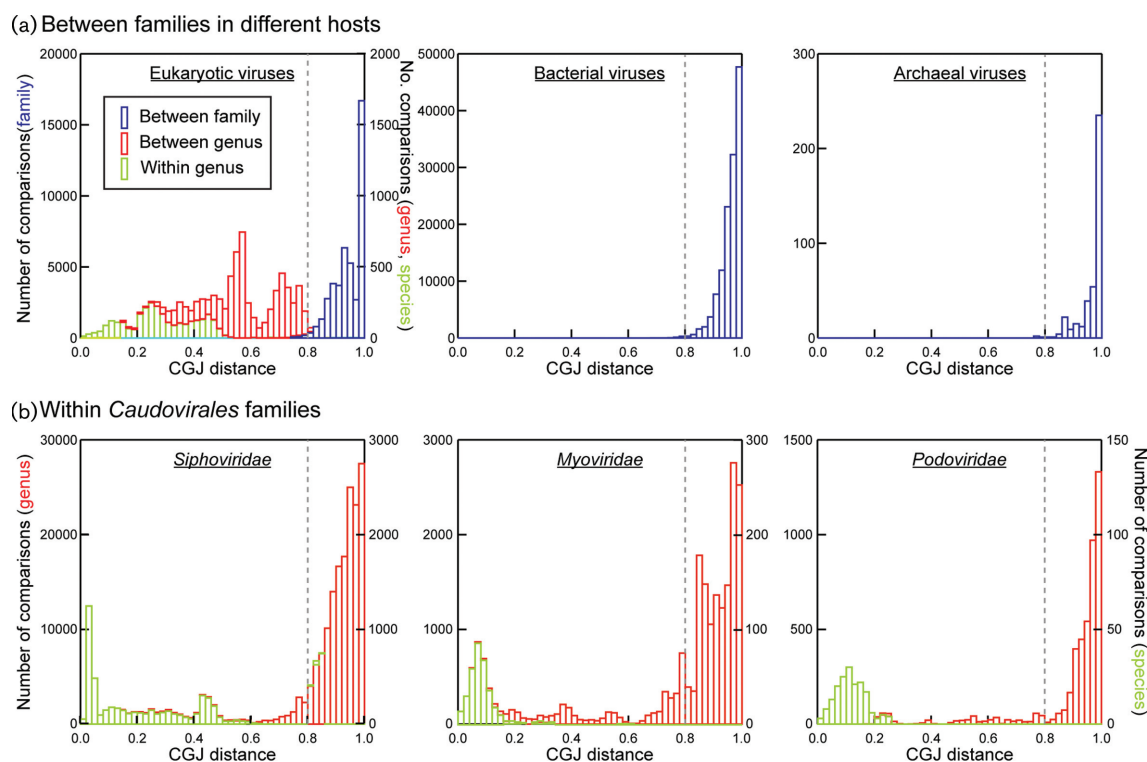 (a) Between families in different hosts
Eukaryotic viruses
Between family
Between genus
Within genus
Number of comparisons(family)
20000
15000
10000
5000
0
No. comparisons (genus, species)
2000
1500
1000
500
0
0.0 0.2 0.4 0.6 0.8 1.0
CGJ distance
Bacterial viruses
50000
40000
30000
20000
10000
0
0.0 0.2 0.4 0.6 0.8 1.0
CGJ distance
Archaeal viruses
300
200
100
0
0.0 0.2 0.4 0.6 0.8 1.0
CGJ distance
(b) Within Caudovirales families
Siphoviridae
Number of comparisons (genus)
30000
20000
10000
0
3000
2000
1000
0
0.0 0.2 0.4 0.6 0.8 1.0
CGJ distance
Myoviridae
3000
2000
1000
0
300
200
100
0
0.0 0.2 0.4 0.6 0.8 1.0
CGJ distance
Podoviridae
1500
1000
500
0
150
100
50
0
Number of comparisons (species)
0.0 0.2 0.4 0.6 0.8 1.0
CGJ distance